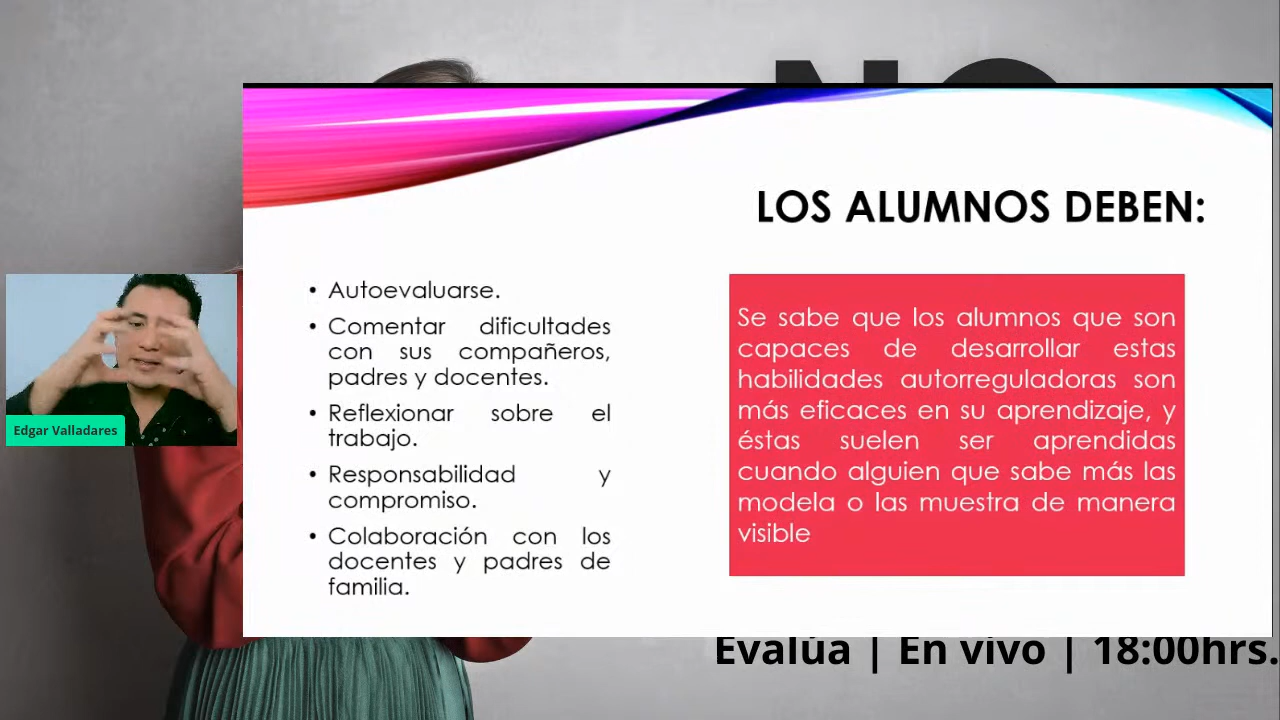 LOS ALUMNOS DEBEN:
• Autoevaluarse.
• Comentar dificultades
con sus compañeros,
padres y docentes.
• Reflexionar sobre el
trabajo.
• Responsabilidad y
compromiso.
• Colaboración con los
docentes y padres de
familia.
Se sabe que los alumnos que son
capaces de desarrollar estas
habilidades autorreguladoras son
más eficaces en su aprendizaje, y
éstas suelen ser aprendidas
cuando alguien que sabe más las
modela o las muestra de manera
visible
Edgar Valladares
Evalúa | En vivo | 18:00hrs.